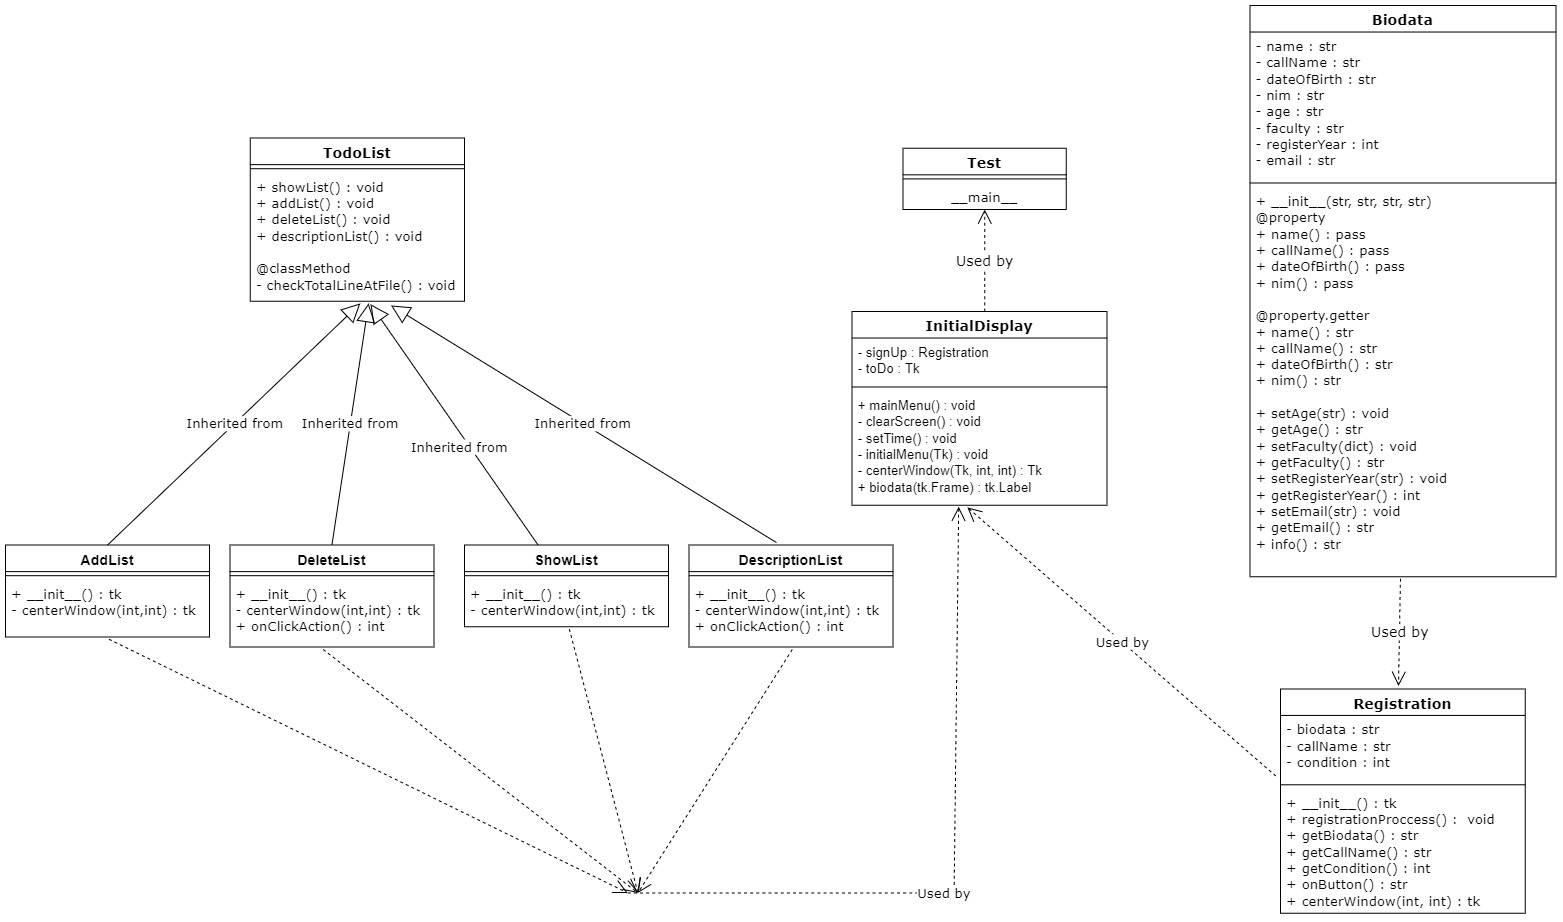 TodoList
+ showList() : void
+ addList() : void
+ deleteList() : void
+ descriptionList() : void
@classMethod
- checkTotalLineAtFile() : void
Inherited from
Inherited from
Inherited from
Inherited from
AddList
+ __init__() : tk
- centerWindow(int,int) : tk
DeleteList
+ __init__() : tk
- centerWindow(int,int) : tk
+ onClickAction() : int
ShowList
+ __init__() : tk
- centerWindow(int,int) : tk
DescriptionList
+ __init__() : tk
- centerWindow(int,int) : tk
+ onClickAction() : int
Used by
Test
__main__
Used by
InitialDisplay
- signUp : Registration
- toDo : Tk
+ mainMenu() : void
- clearScreen() : void
- setTime() : void
- initialMenu(Tk) : void
- centerWindow(Tk, int, int) : Tk
+ biodata(tk.Frame) : tk.Label
Used by
Biodata
- name : str
- callName : str
- dateOfBirth : str
- nim : str
- age : str
- faculty : str
- registerYear : int
- email : str
+ __init__(str, str, str, str)
@property
+ name() : pass
+ callName() : pass
+ dateOfBirth() : pass
+ nim() : pass
@property.getter
+ name() : str
+ callName() : str
+ dateOfBirth() : str
+ nim() : str
+ setAge(str) : void
+ getAge() : str
+ setFaculty(dict) : void
+ getFaculty() : str
+ setRegisterYear(str) : void
+ getRegisterYear() : int
+ setEmail(str) : void
+ getEmail() : str
+ info() : str
Used by
Registration
- biodata : str
- callName : str
- condition : int
+ __init__() : tk
+ registrationProccess() :  void
+ getBiodata() : str
+ getCallName() : str
+ getCondition() : int
+ onButton() : str
+ centerWindow(int, int) : tk